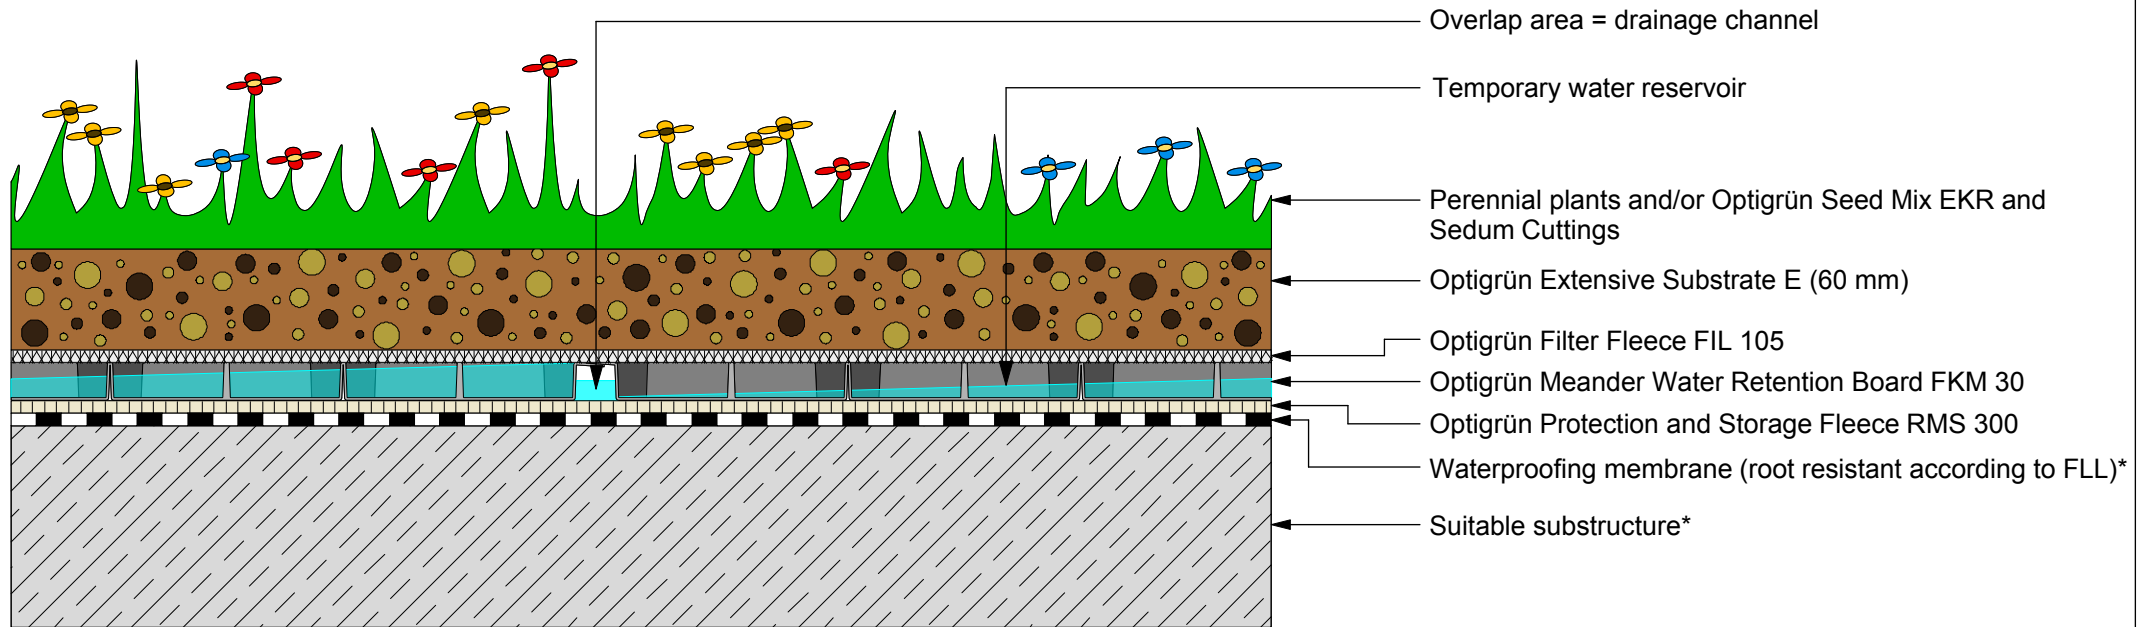 Overlap area = drainage channel
Temporary water reservoir
Perennial plants and/or Optigrün Seed Mix EKR and
Sedum Cuttings
Optigrün Extensive Substrate E (60 mm)
Optigrün Filter Fleece FIL 105
Optigrün Meander Water Retention Board FKM 30
Optigrün Protection and Storage Fleece RMS 300
Waterproofing membrane (root resistant according to FLL)*
Suitable substructure*